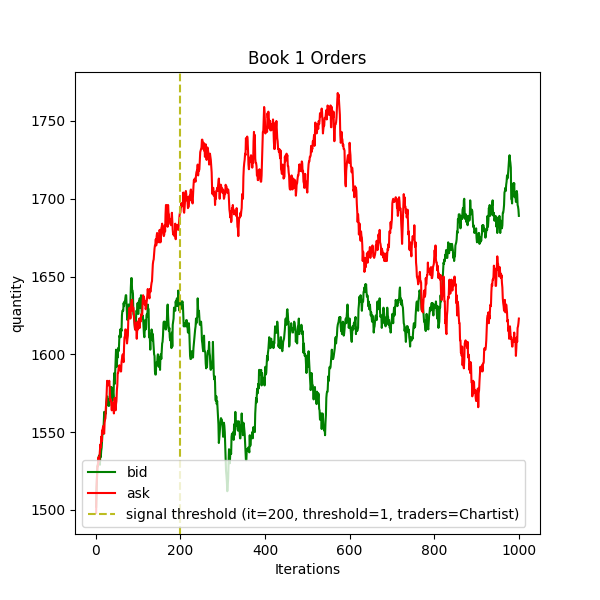 Book 1 Orders
quantity
1750
1700
1650
1600
1550
1500
bid
ask
signal threshold (it=200, threshold=1, traders=Chartist)
0 200 400 600 800 1000
Iterations